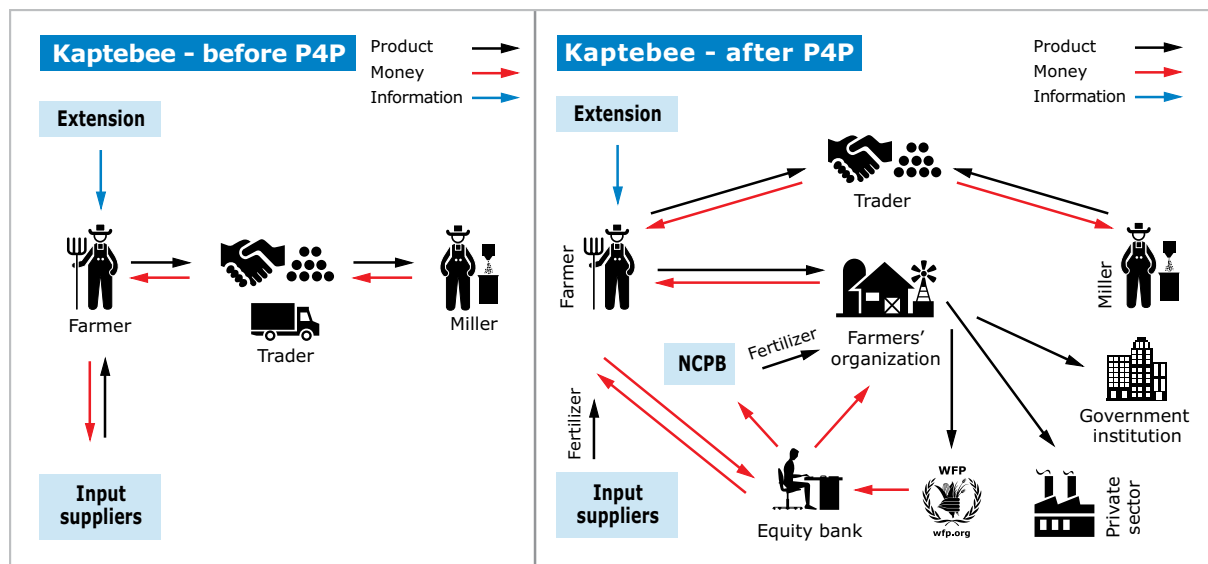 Kaptebee - before P4P
Product
Money
Information
Extension
Farmer
Trader
Miller
Input
suppliers
Kaptebee - after P4P
Product
Money
Information
Extension
Trader
Farmer
Miller
Farmers'
organization
Fertilizer
NCPB
Government
institution
Fertilizer
Input
suppliers
Equity bank
WFP
wfp.org
Private
sector